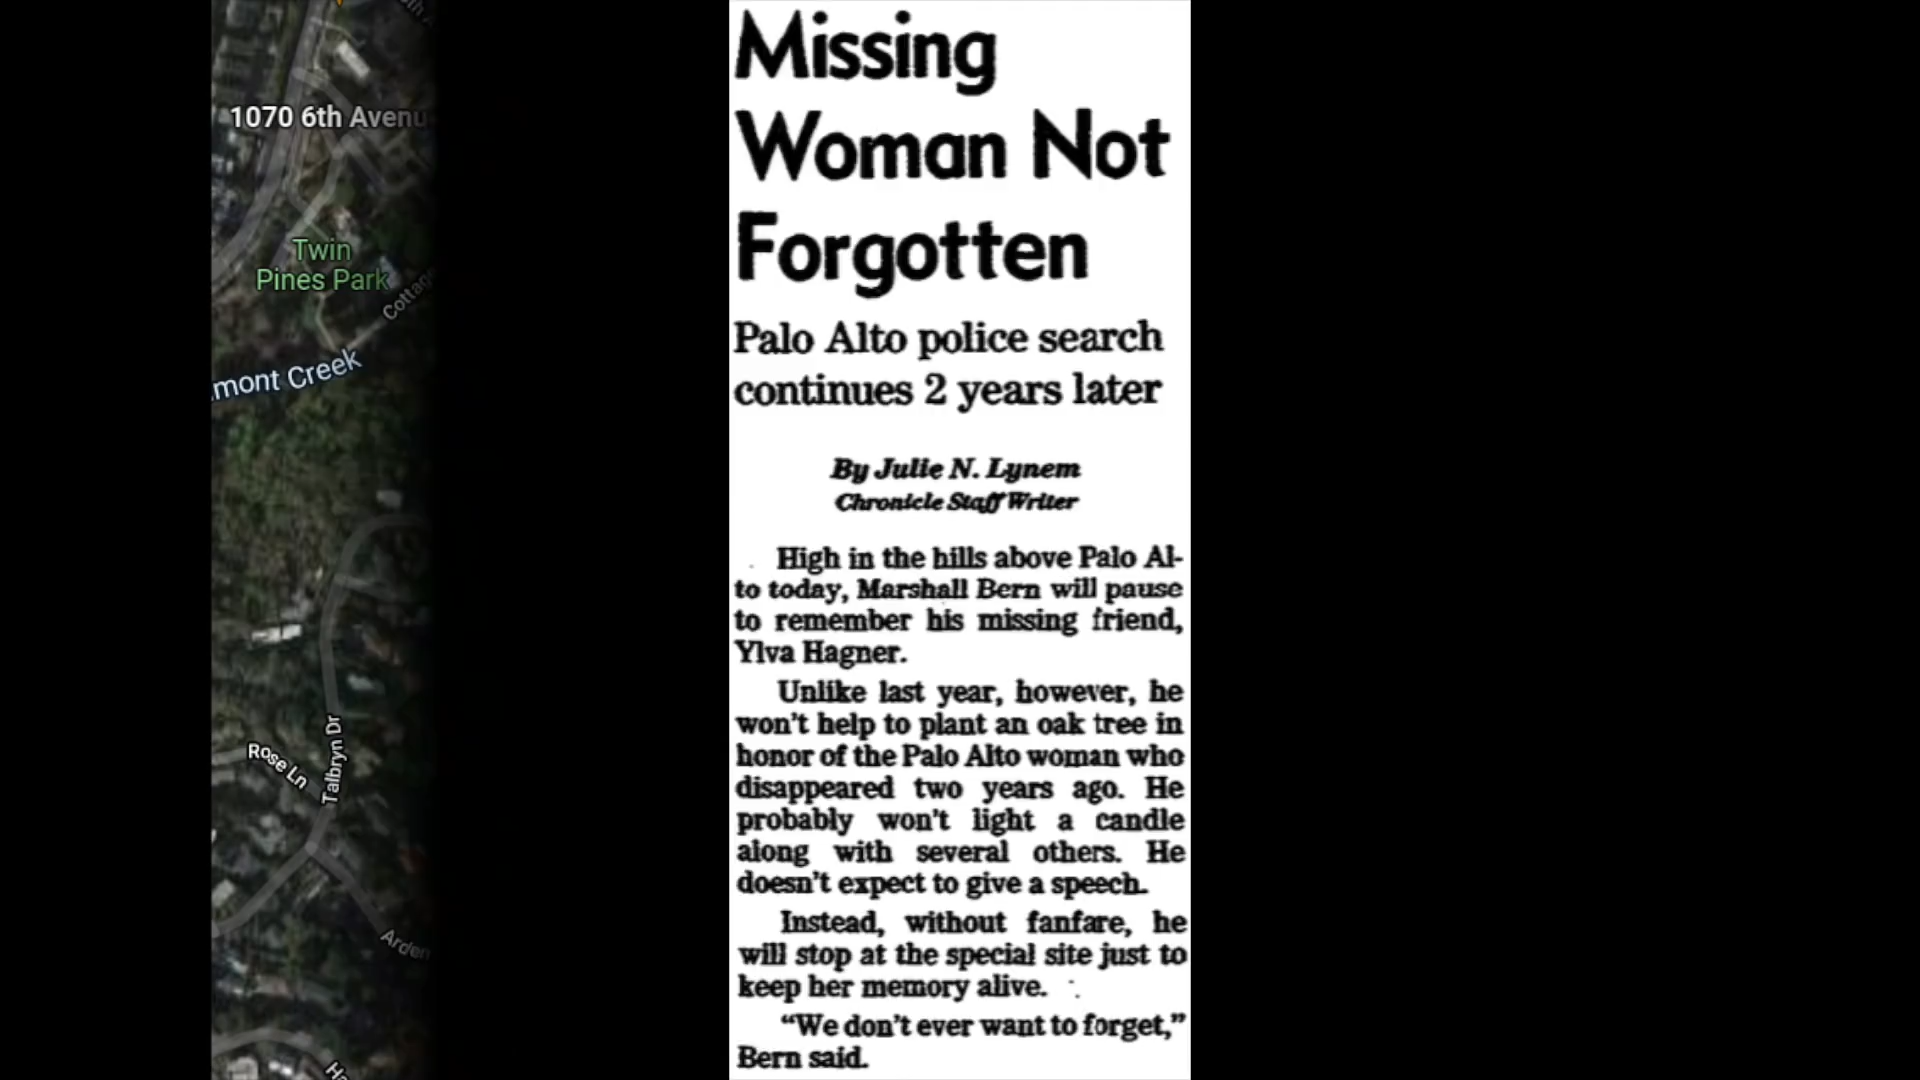 1070 6th Avenu
Twin
Pines Park
Cottag
mont Creek
Rose Ln
Talbryn Dr
Arden
Ha
Missing
Woman Not
Forgotten
Palo Alto police search
continues 2 years later
By Julie N. Lynem
Chronicle Staff Writer
High in the hills above Palo Al-
to today, Marshall Bern will pause
to remember his missing friend,
Ylva Hagner.
Unlike last year, however, he
won't help to plant an oak tree in
honor of the Palo Alto woman who
disappeared two years ago. He
probably won't light a candle
along with several others. He
doesn't expect to give a speech.
Instead, without fanfare, he
will stop at the special site just to
keep her memory alive.
“We don't ever want to forget,”
Bern said.